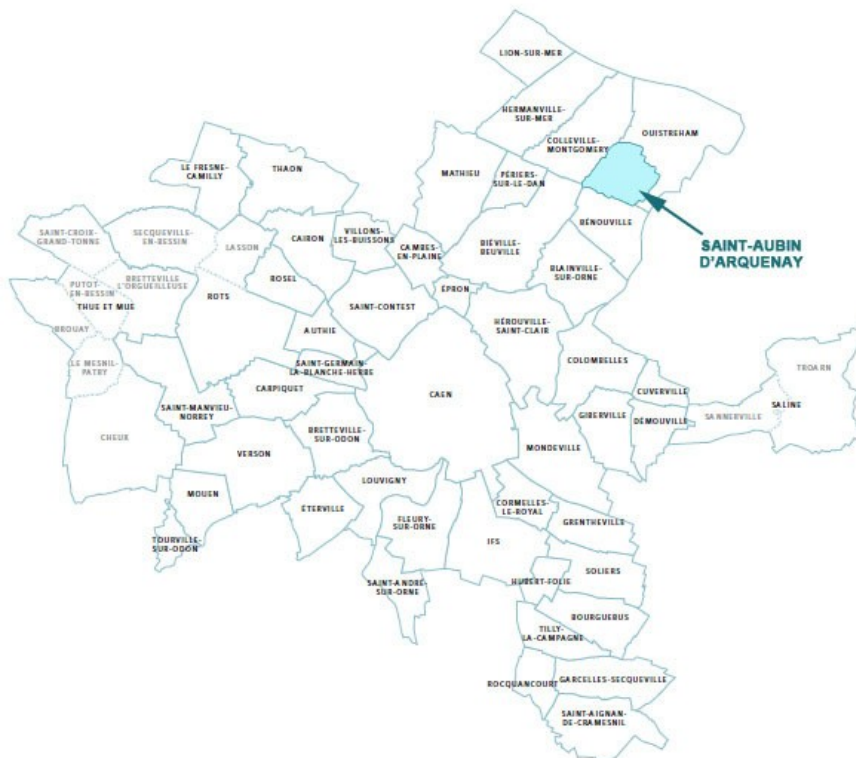 LION-SUR-MER
HERMANVILLE-
SUR-MER
COLLEVILLE-
MONTGOMERY
OUISTREHAM
LE FRESNE-
CAMILLY
THAON
MATHIEU
PÉRIERS-
SUR-LE-DAN
BÉNOUVILLE
SAINT-AUBIN
D'ARQUENAY
SAINT-CROIX-
GRAND-TONNE
SECQUEVILLE-
EN-BESSIN
LASSON
CAIRON
VILLONS-
LES-BUISSONS
CAMBES-
EN-PLAINE
BIÉVILLE-
BEUVILLE
BLAINVILLE-
SUR-ORNE
PUTOT-
EN-BESSIN
BRETTEVILLE
L'ORGUEILLEUSE
THUE ET MUE
ROTS
ROSEL
ÉPRON
SAINT-CONTEST
HÉROUVILLE-
SAINT-CLAIR
BROUAY
AUTHIE
LE MESNIL-
PATRY
SAINT-GERMAIN-
LA-BLANCHE-HERBE
COLOMBELLES
TROARN
CARPIQUET
CAEN
CUVERVILLE
SALINE
SAINT-MANVIEU-
NORREY
GIBERVILLE
DÉMOUVILLE
SANNERVILLE
CHEUX
BRETTEVILLE-
SUR-ODON
VERSON
MONDEVILLE
LOUVIGNY
MOUEN
ÉTERVILLE
CORMELLES-
LE-ROYAL
FLEURY-
SUR-ORNE
GRENTHEVILLE
IFS
TOURVILLE-
SUR-ODON
SOLIERS
SAINT-ANDRÉ-
SUR-ORNE
HUBERT-FOLIE
BOURGUEBUS
TILLY-
LA-CAMPAGNE
ROCQUANCOURT
GARCELLES-SECQUEVILLE
SAINT-AIGNAN-
DE-CRAMESNIL